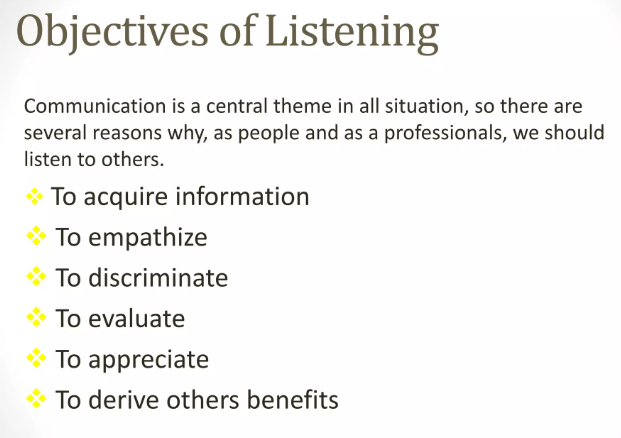 Objectives of Listening
Communication is a central theme in all situation, so there are
several reasons why, as people and as a professionals, we should
listen to others.
To acquire information
To empathize
To discriminate
To evaluate
To appreciate
To derive others benefits